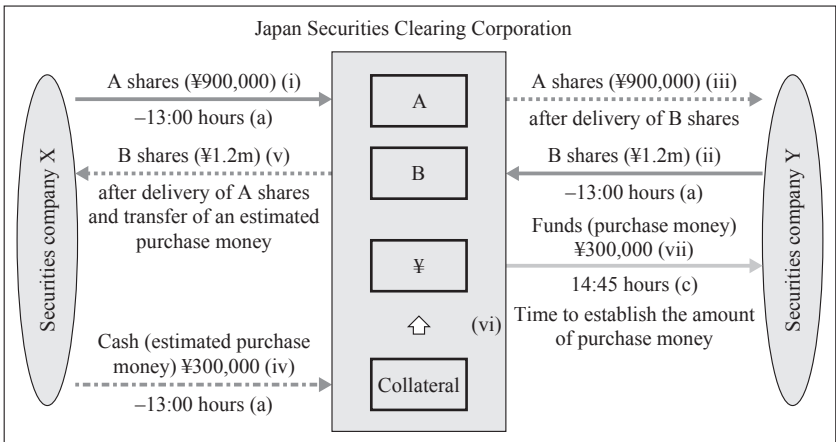 Japan Securities Clearing Corporation
Securities company X
A shares (¥900,000) (i)
–13:00 hours (a)
B shares (¥1.2m) (v)
after delivery of A shares
and transfer of an estimated
purchase money
Cash (estimated purchase
money) ¥300,000 (iv)
–13:00 hours (a)
A
B
¥
(vi)
Collateral
A shares (¥900,000) (iii)
after delivery of B shares
B shares (¥1.2m) (ii)
–13:00 hours (a)
Funds (purchase money)
¥300,000 (vii)
14:45 hours (c)
Time to establish the amount
of purchase money
Securities company Y